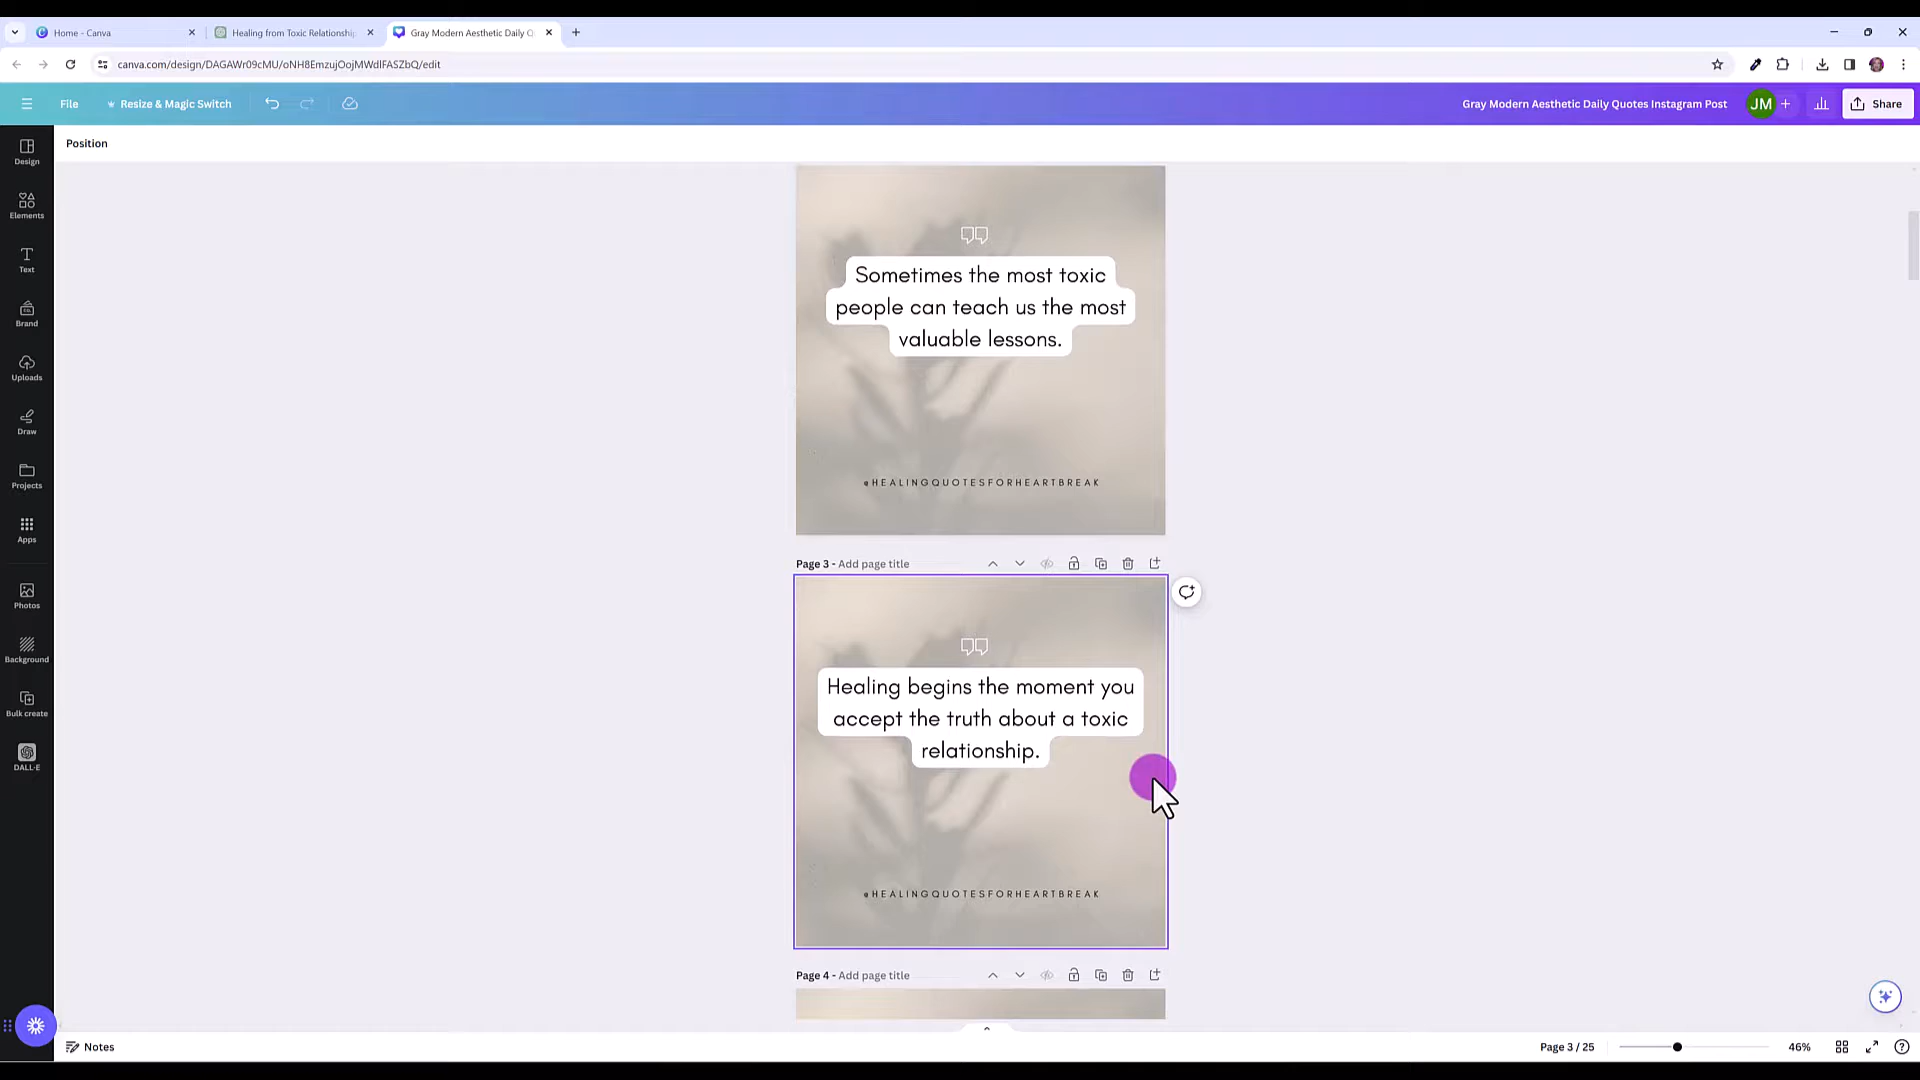 Home - Canva
Healing from Toxic Relationship
Gray Modern Aesthetic Daily Q
canva.com/design/DAGAWr09cMU/oNH8EmzujOojMWdlFASZbQ/edit
File
Resize & Magic Switch
Gray Modern Aesthetic Daily Quotes Instagram Post
JM
Share
Position
Design
Elements
Text
Brand
Uploads
Draw
Projects
Apps
Photos
Background
Bulk create
DALL·E
Sometimes the most toxic
people can teach us the most
valuable lessons.
@HEALINGQUOTESFORHEARTBREAK
Page 3 - Add page title
Healing begins the moment you
accept the truth about a toxic
relationship.
@HEALINGQUOTESFORHEARTBREAK
Page 4 - Add page title
Notes
Page 3 / 25
46%